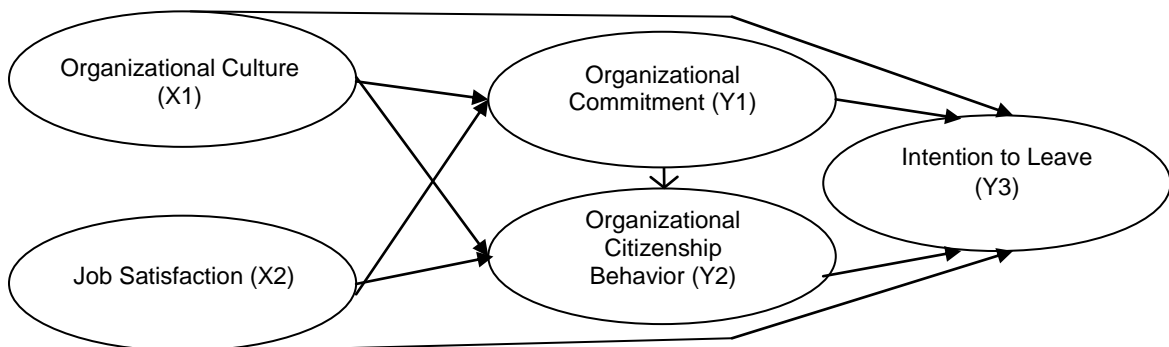 Organizational Culture
(X1)
Organizational
Commitment (Y1)
Intention to Leave
(Y3)
Job Satisfaction (X2)
Organizational
Citizenship
Behavior (Y2)